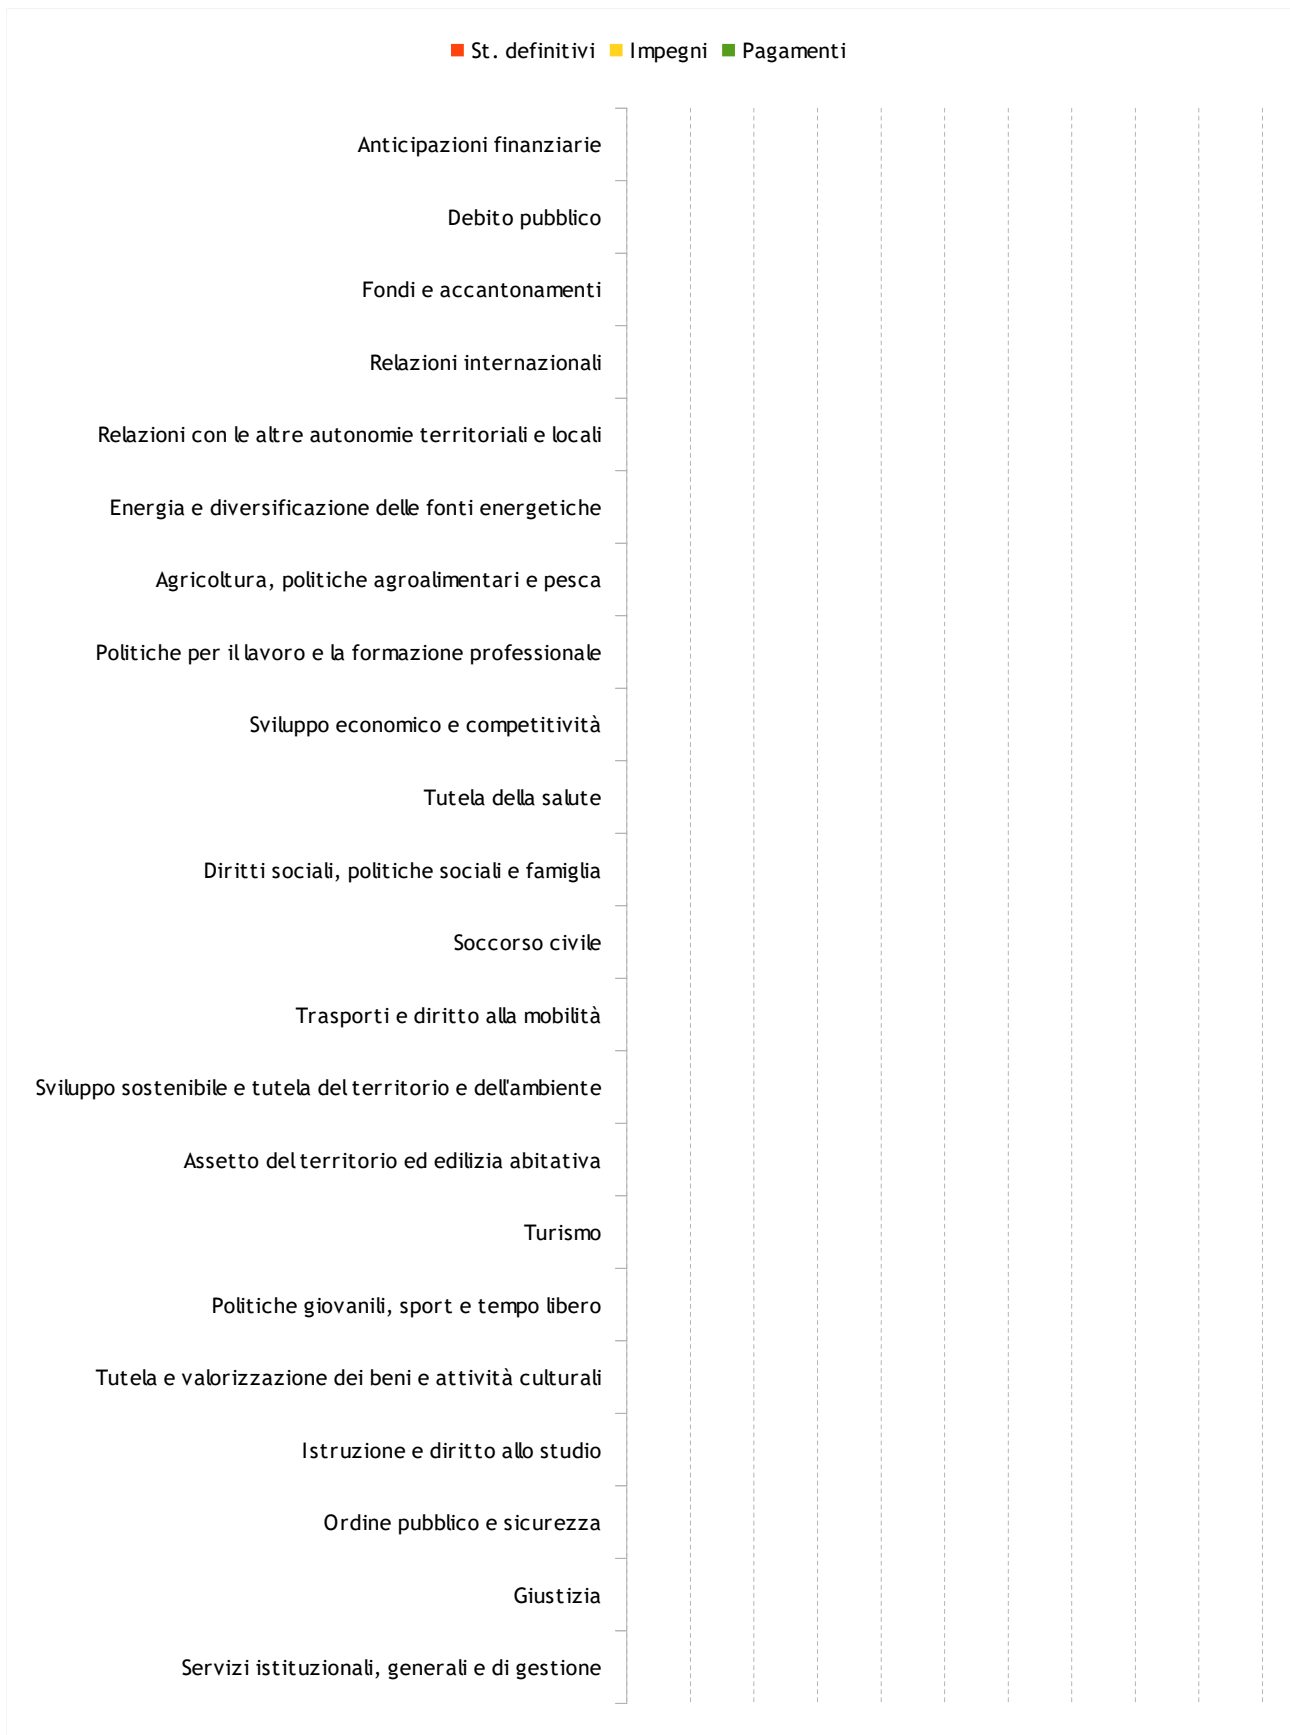 St. definitivi Impegni Pagamenti
Anticipazioni finanziarie
Debito pubblico
Fondi e accantonamenti
Relazioni internazionali
Relazioni con le altre autonomie territoriali e locali
Energia e diversificazione delle fonti energetiche
Agricoltura, politiche agroalimentari e pesca
Politiche per il lavoro e la formazione professionale
Sviluppo economico e competitività
Tutela della salute
Diritti sociali, politiche sociali e famiglia
Soccorso civile
Trasporti e diritto alla mobilità
Sviluppo sostenibile e tutela del territorio e dell'ambiente
Assetto del territorio ed edilizia abitativa
Turismo
Politiche giovanili, sport e tempo libero
Tutela e valorizzazione dei beni e attività culturali
Istruzione e diritto allo studio
Ordine pubblico e sicurezza
Giustizia
Servizi istituzionali, generali e di gestione